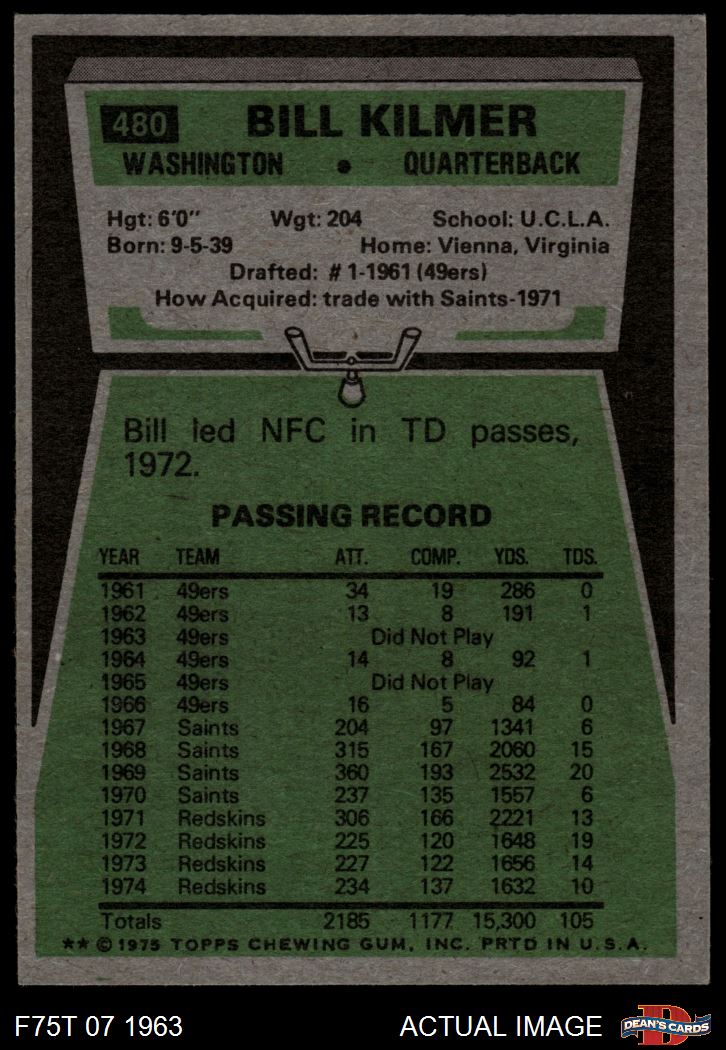 480 BILL KILMER
WASHINGTON • QUARTERBACK
Hgt: 6'0" Wgt: 204 School: U.C.L.A.
Born: 9-5-39 Home: Vienna, Virginia
Drafted: #1-1961 (49ers)
How Acquired: trade with Saints-1971
Bill led NFC in TD passes,
1972.
PASSING RECORD
YEAR TEAM ATT. COMP. YDS. TDS.
1961 49ers 34 19 286 0
1962 49ers 13 8 191 1
1963 49ers Did Not Play
1964 49ers 14 8 92 1
1965 49ers Did Not Play
1966 49ers 16 5 84 0
1967 Saints 204 97 1341 6
1968 Saints 315 167 2060 15
1969 Saints 360 193 2532 20
1970 Saints 237 135 1557 6
1971 Redskins 306 166 2221 13
1972 Redskins 225 120 1648 19
1973 Redskins 227 122 1656 14
1974 Redskins 234 137 1632 10
Totals 2185 1177 15,300 105
** © 1975 TOPPS CHEWING GUM, INC. PRTD IN U.S.A.
F75T 07 1963 ACTUAL IMAGE D DEAN'S CARDS